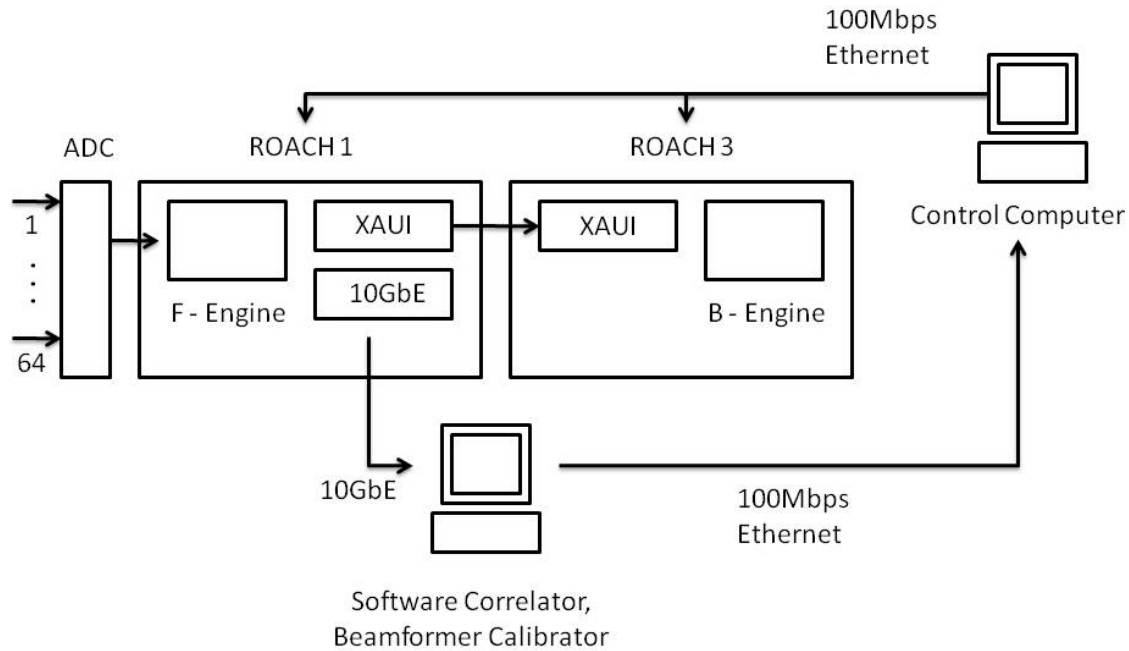 100Mbps
Ethernet
ADC
ROACH 1
ROACH 3
1
.
.
.
64
XAUI
10GbE
F - Engine
XAUI
B - Engine
Control Computer
10GbE
100Mbps
Ethernet
Software Correlator,
Beamformer Calibrator